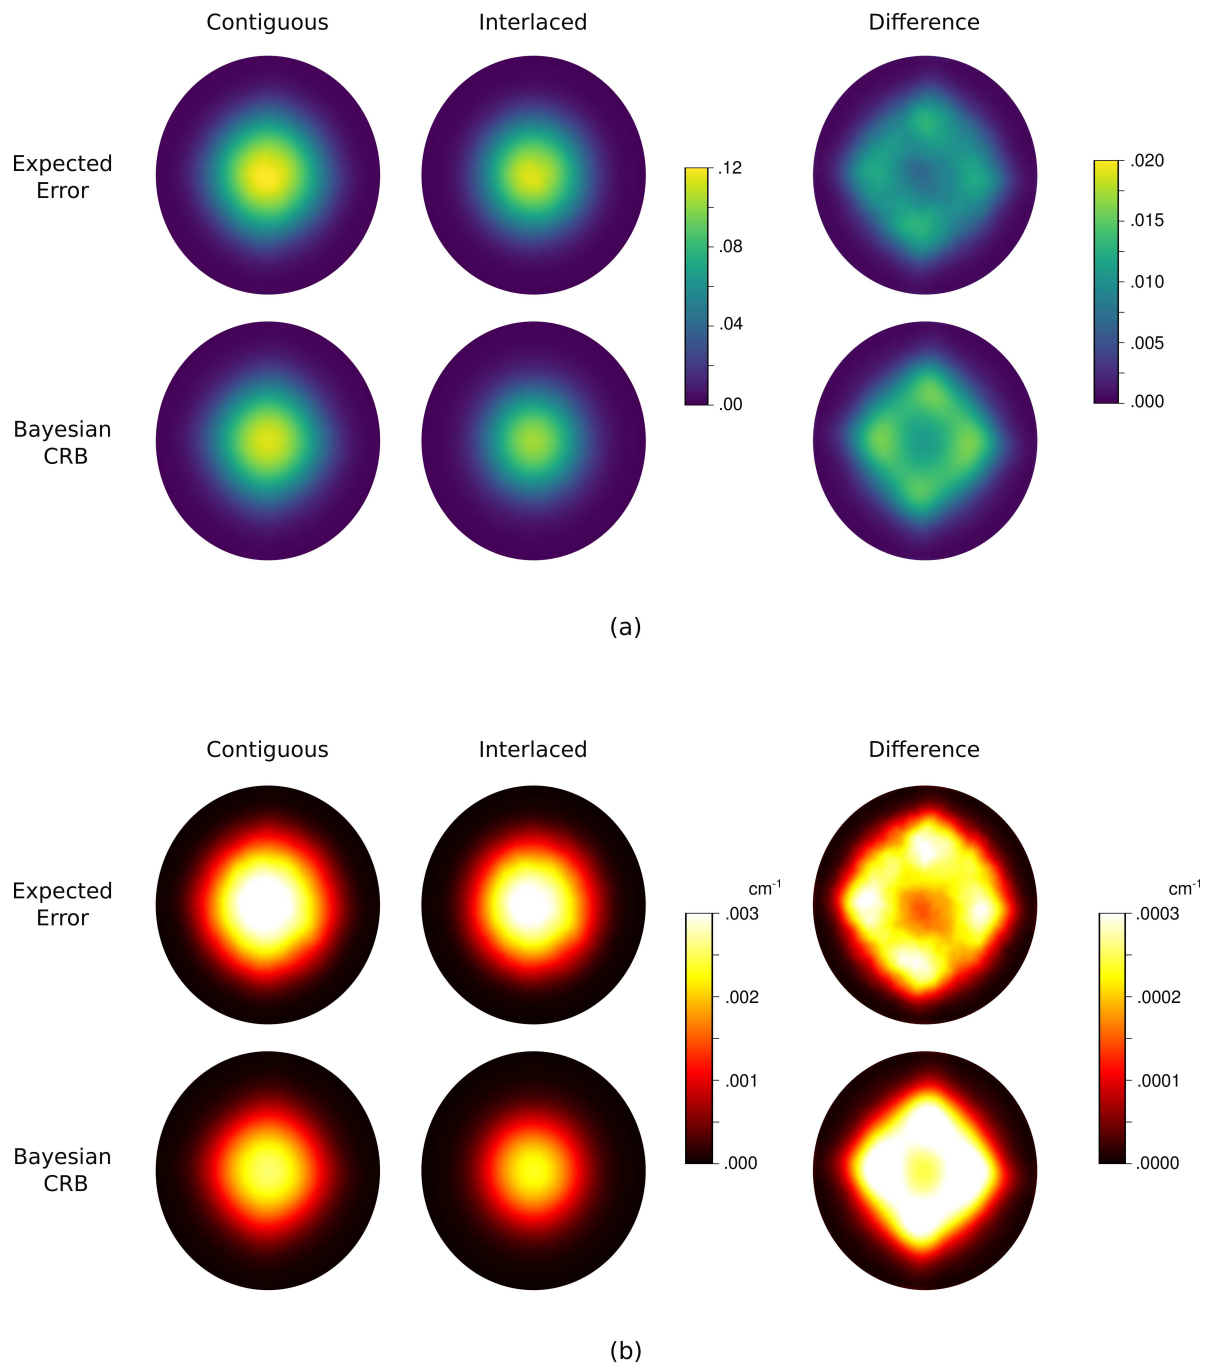 Contiguous Interlaced Difference
Expected
Error
.12
.08
.04
.00
.020
.015
.010
.005
.000
Bayesian
CRB
(a)
Contiguous Interlaced Difference
Expected
Error
cm⁻¹
.003
.002
.001
.000
cm⁻¹
.0003
.0002
.0001
.0000
Bayesian
CRB
(b)